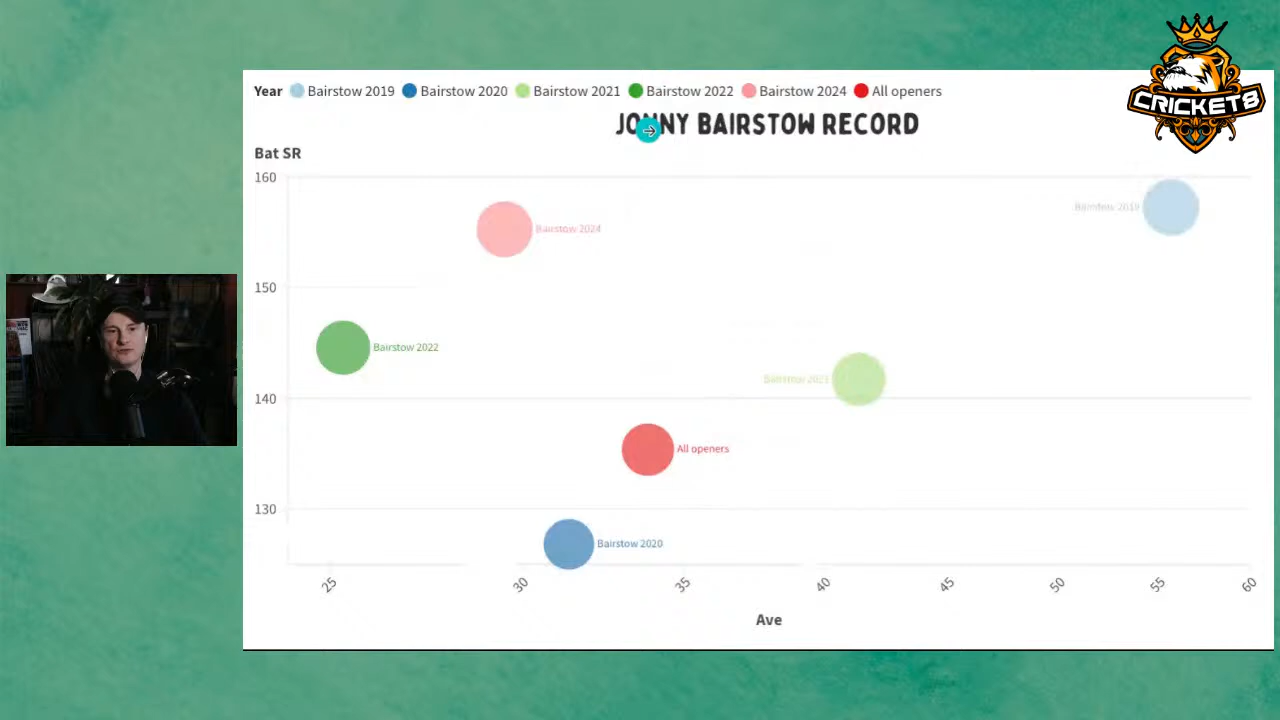 CRICKET8
Year Bairstow 2019 Bairstow 2020 Bairstow 2021 Bairstow 2022 Bairstow 2024 All openers
JONNY BAIRSTOW RECORD
Bat SR
160
Bairstow 2019
Bairstow 2024
150
Bairstow 2022
Bairstow 2021
140
All openers
130
Bairstow 2020
25 30 35 40 45 50 55 60
Ave